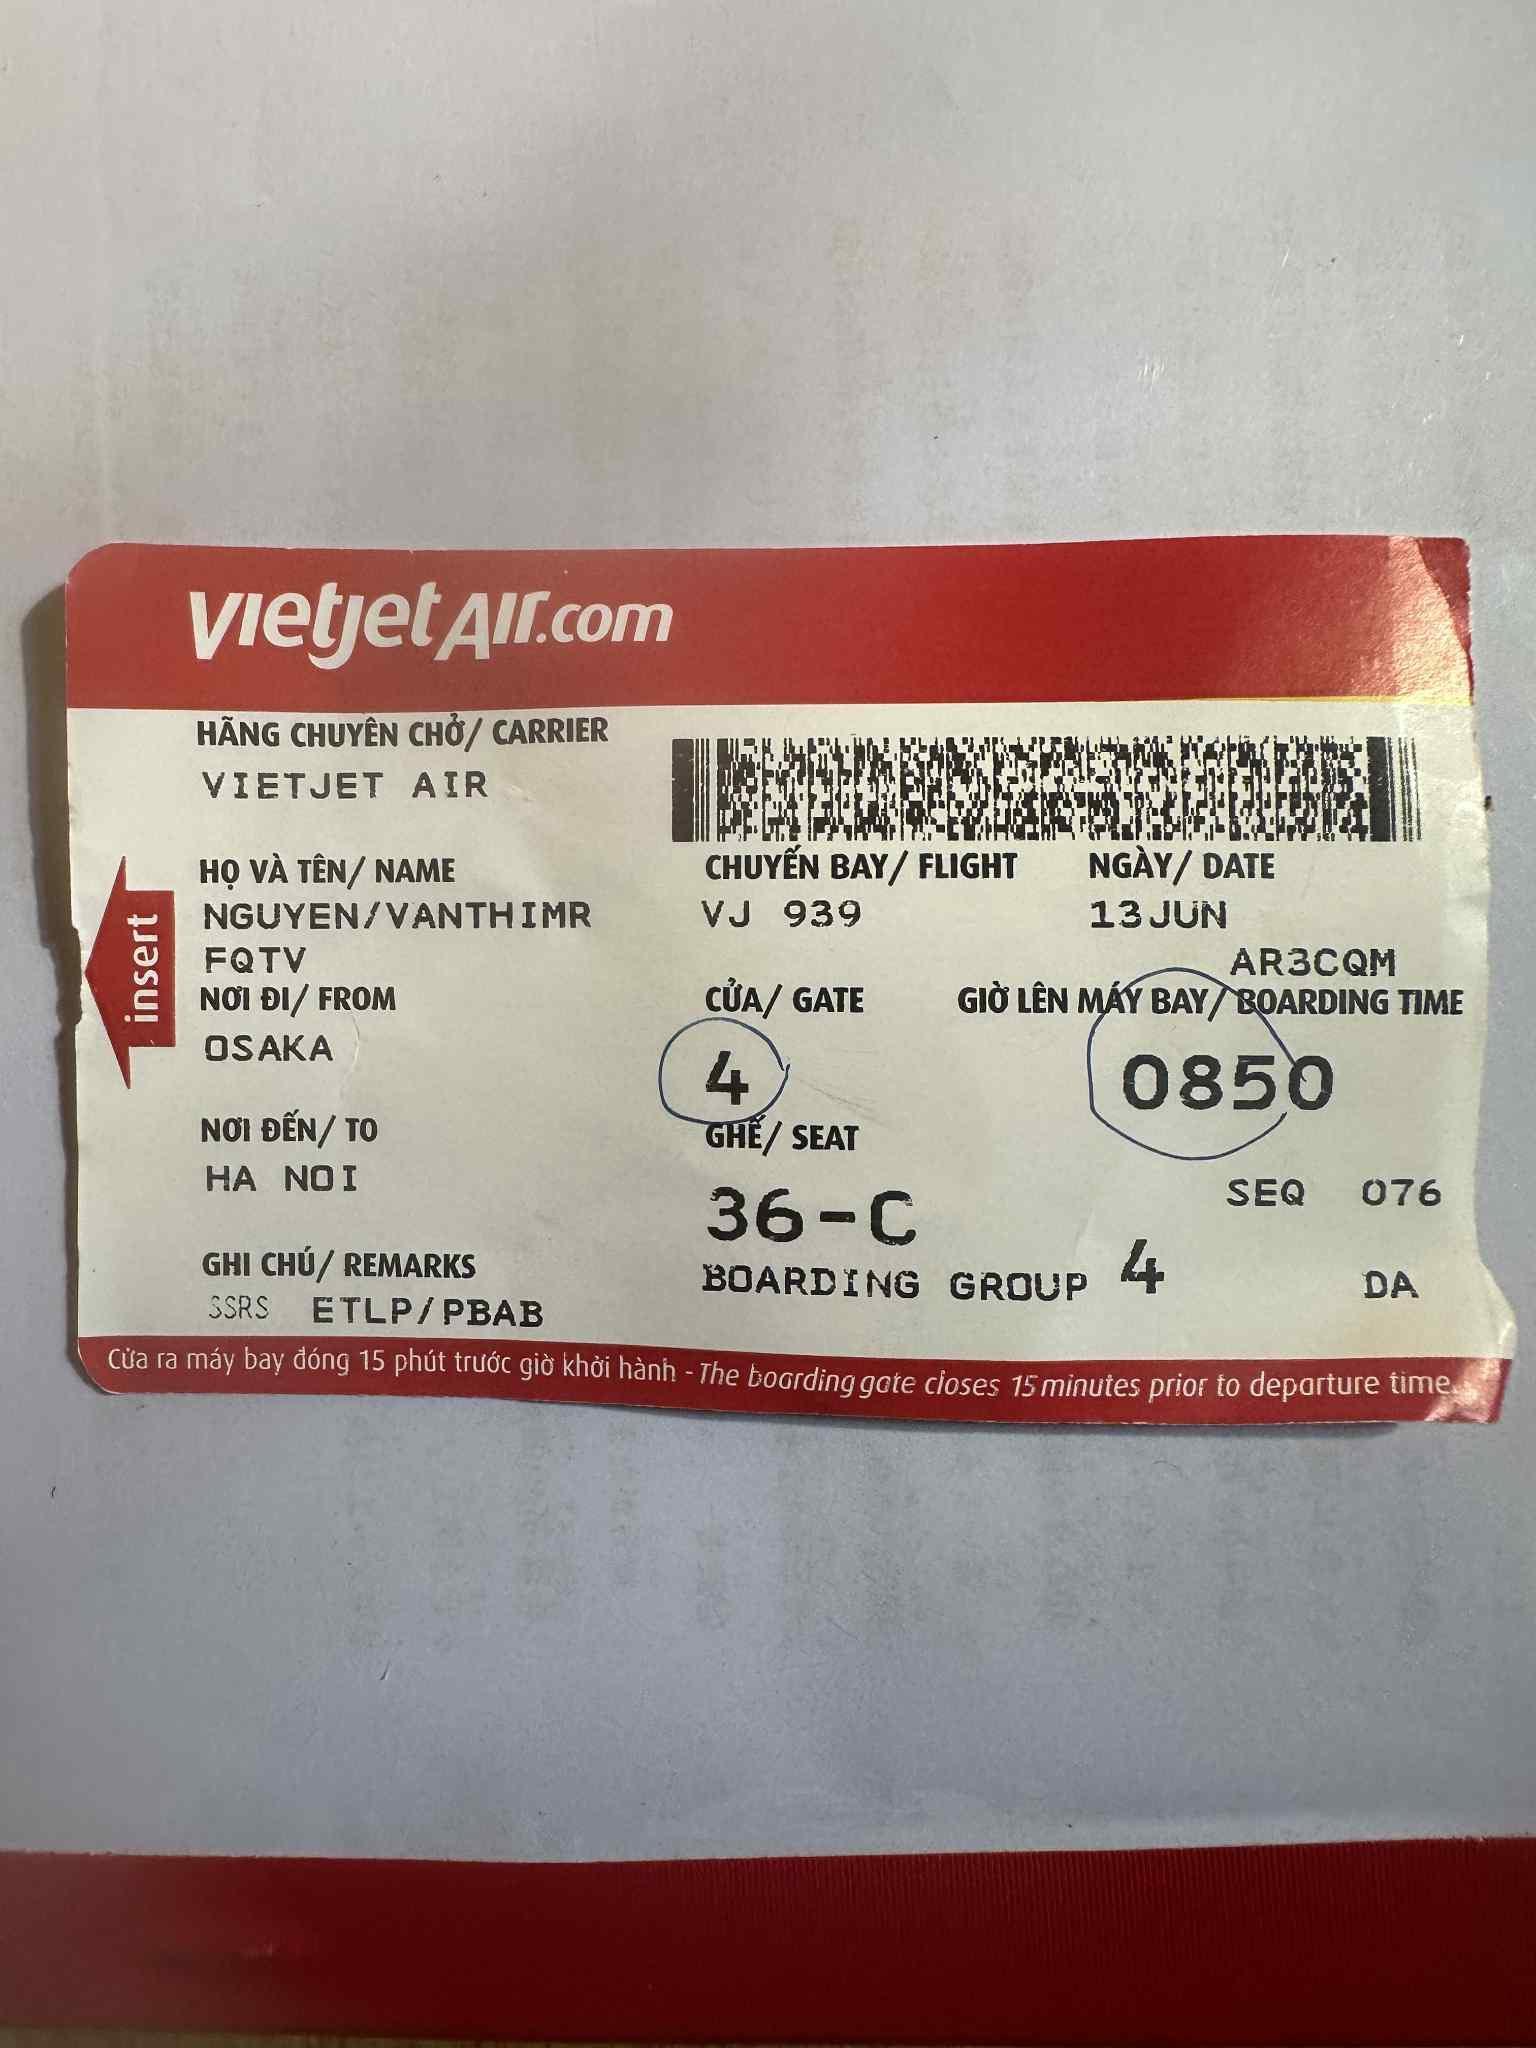 vietjetAir.com
HÃNG CHUYÊN CHỞ/ CARRIER
VIETJET AIR
HỌ VÀ TÊN/ NAME
NGUYEN/VANTHIMR
FQTV
CHUYẾN BAY/ FLIGHT
VJ 939
NGÀY/ DATE
13JUN
AR3CQM
insert
NƠI ĐI/ FROM
OSAKA
CỬA/ GATE
4
GIỜ LÊN MÁY BAY/ BOARDING TIME
0850
NƠI ĐẾN/ TO
HA NOI
GHẾ/ SEAT
36-C
SEQ 076
GHI CHÚ/ REMARKS
SSRS ETLP/PBAB
BOARDING GROUP 4
DA
Cửa ra máy bay đóng 15 phút trước giờ khởi hành - The boarding gate closes 15 minutes prior to departure time.